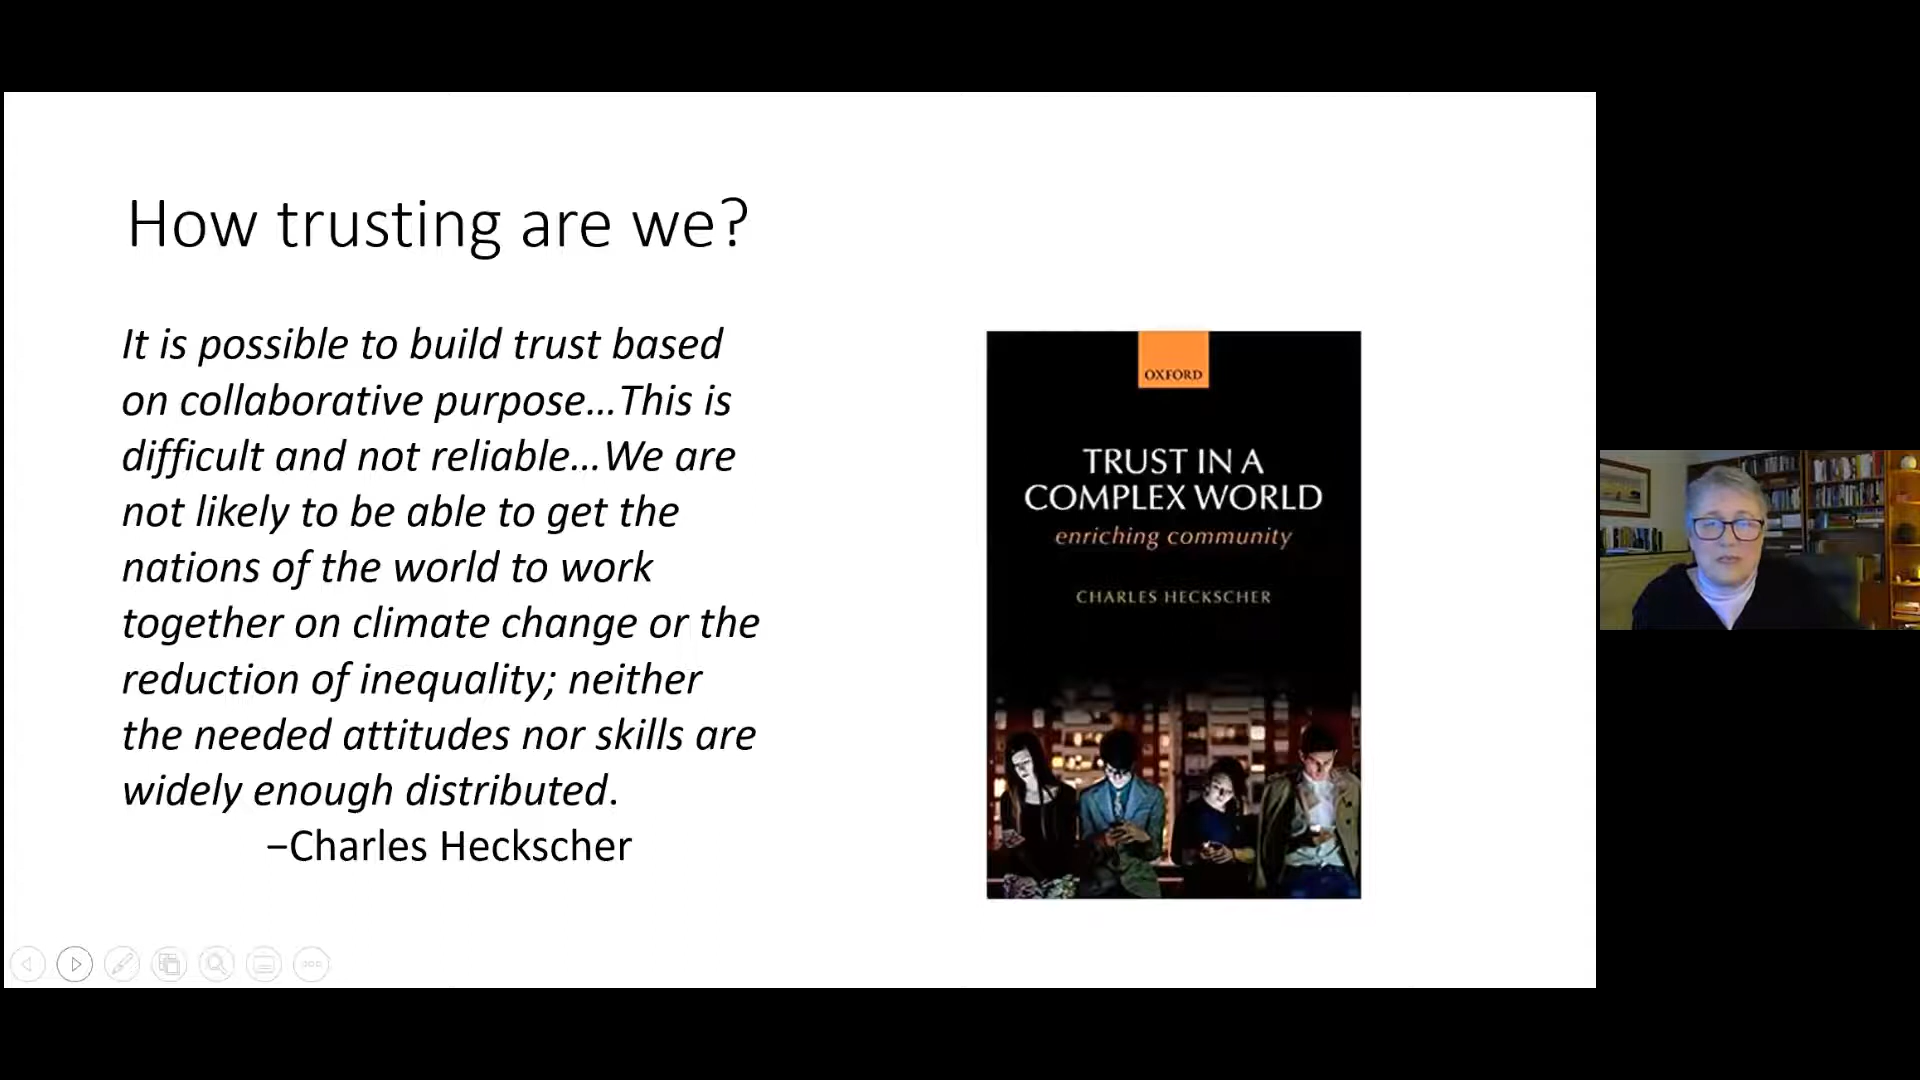 How trusting are we?
It is possible to build trust based
on collaborative purpose…This is
difficult and not reliable…We are
not likely to be able to get the
nations of the world to work
together on climate change or the
reduction of inequality; neither
the needed attitudes nor skills are
widely enough distributed.
–Charles Heckscher
OXFORD
TRUST IN A
COMPLEX WORLD
enriching community
CHARLES HECKSCHER